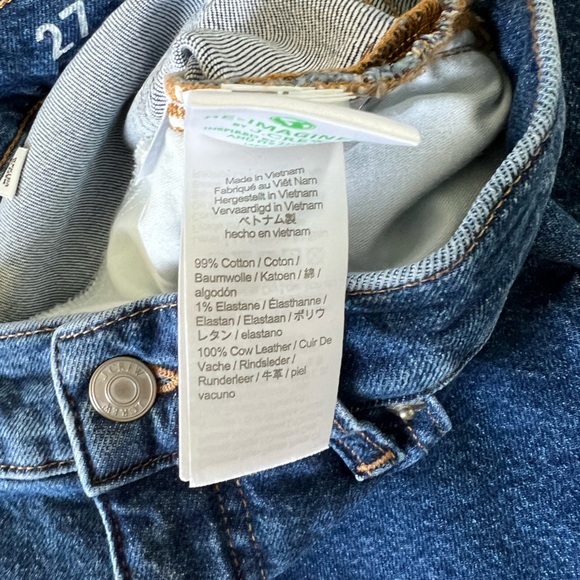 27
RE-IMAGINE
Made in Vietnam
Fabriqué au Viêt Nam
Hergestellt in Vietnam
Vervaardigd in Vietnam
ベトナム製
hecho en vietnam
99% Cotton / Coton /
Baumwolle / Katoen / 綿 /
algodón
1% Elastane / Élasthanne /
Elastan / Elastaan / ポリウ
レタン / elastano
100% Cow Leather / Cuir De
Vache / Rindsleder /
Runderleer / 牛革 / piel
vacuno